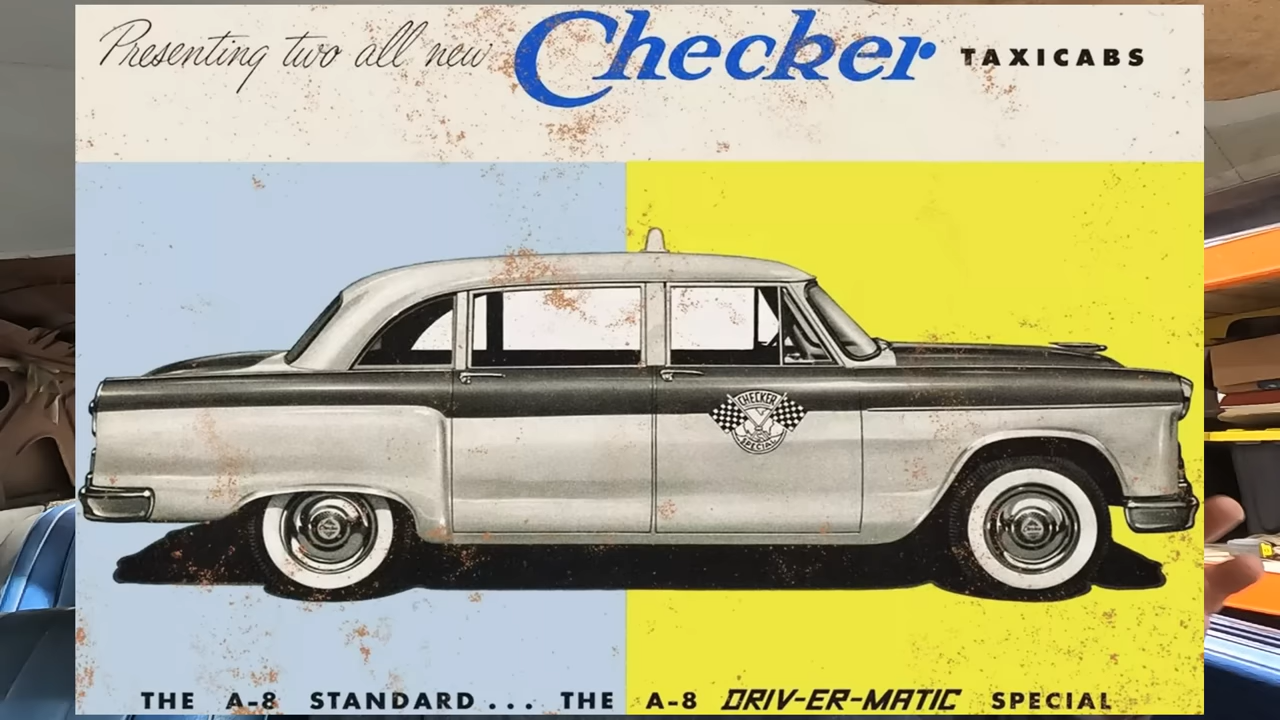 Presenting two all new Checker TAXICABS
CHECKER
SPECIAL
THE A-8 STANDARD... THE A-8 DRIV-ER-MATIC SPECIAL